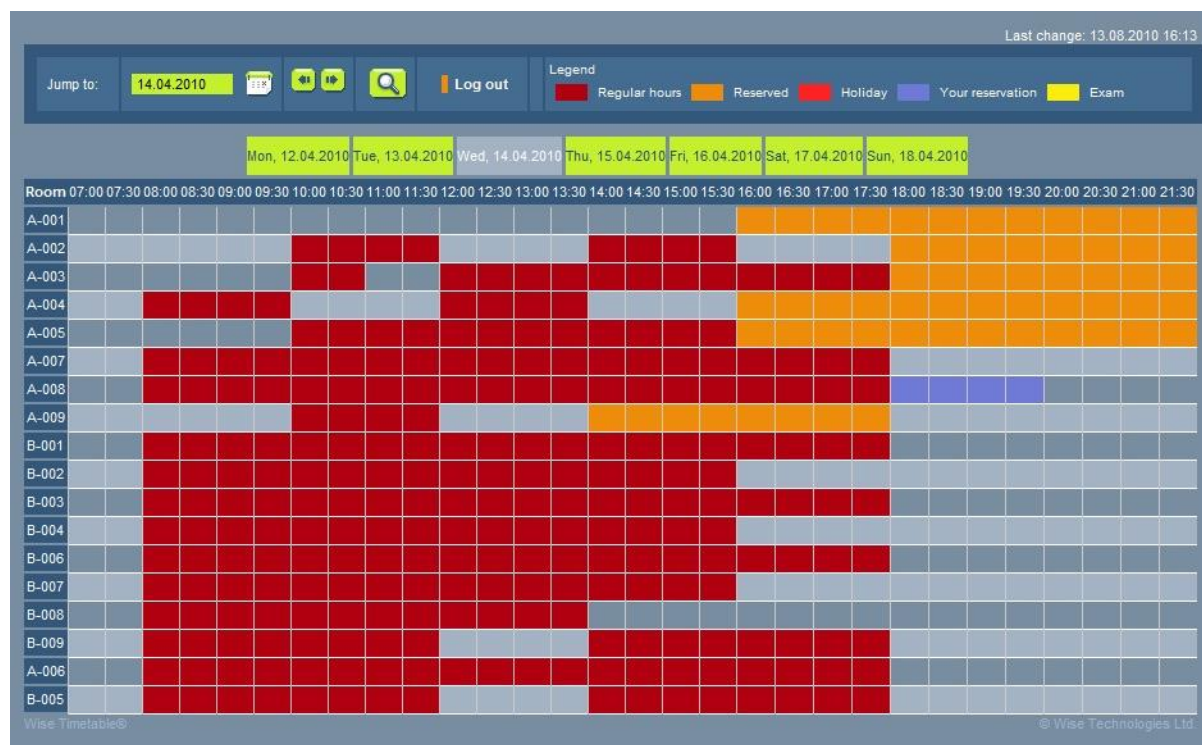 Last change: 13.08.2010 16:13
Legend
Jump to: 14.04.2010 Log out Regular hours Reserved Holiday Your reservation Exam
Mon, 12.04.2010 Tue, 13.04.2010 Wed, 14.04.2010 Thu, 15.04.2010 Fri, 16.04.2010 Sat, 17.04.2010 Sun, 18.04.2010
Room 07:00 07:30 08:00 08:30 09:00 09:30 10:00 10:30 11:00 11:30 12:00 12:30 13:00 13:30 14:00 14:30 15:00 15:30 16:00 16:30 17:00 17:30 18:00 18:30 19:00 19:30 20:00 20:30 21:00 21:30
A-001
A-002
A-003
A-004
A-005
A-007
A-008
A-009
B-001
B-002
B-003
B-004
B-006
B-007
B-008
B-009
A-006
B-005
Wise Timetable® © Wise Technologies Ltd.